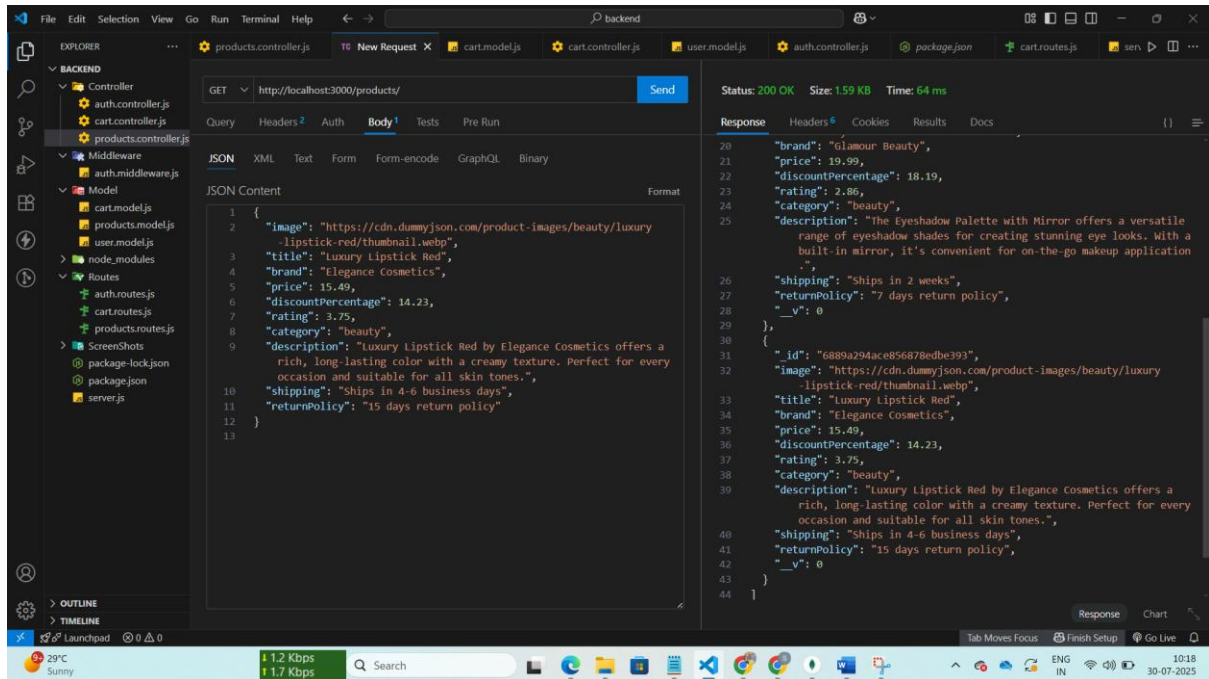 File Edit Selection View Go Run Terminal Help
backend
EXPLORER
products.controller.js
TC New Request
cart.model.js
cart.controller.js
user.model.js
auth.controller.js
package.json
cart.routes.js
BACKEND
Controller
auth.controller.js
cart.controller.js
products.controller.js
Middleware
auth.middleware.js
Model
cart.model.js
products.model.js
user.model.js
node_modules
Routes
auth.routes.js
cart.routes.js
products.routes.js
ScreenShots
package-lock.json
package.json
server.js
OUTLINE
TIMELINE
GET http://localhost:3000/products/ Send
Query Headers 2 Auth Body 1 Tests Pre Run
JSON XML Text Form Form-encode GraphQL Binary
JSON Content Format
1 {
2 "image": "https://cdn.dummyjson.com/product-images/beauty/luxury
-lipstick-red/thumbnail.webp",
3 "title": "Luxury Lipstick Red",
4 "brand": "Elegance Cosmetics",
5 "price": 15.49,
6 "discountPercentage": 14.23,
7 "rating": 3.75,
8 "category": "beauty",
9 "description": "Luxury Lipstick Red by Elegance Cosmetics offers a
rich, long-lasting color with a creamy texture. Perfect for every
occasion and suitable for all skin tones.",
10 "shipping": "Ships in 4-6 business days",
11 "returnPolicy": "15 days return policy"
12 }
13
Status: 200 OK Size: 1.59 KB Time: 64 ms
Response Headers 6 Cookies Results Docs { }
20 "brand": "Glamour Beauty",
21 "price": 19.99,
22 "discountPercentage": 18.19,
23 "rating": 2.86,
24 "category": "beauty",
25 "description": "The Eyeshadow Palette with Mirror offers a versatile
range of eyeshadow shades for creating stunning eye looks. With a
built-in mirror, it's convenient for on-the-go makeup application
.",
26 "shipping": "Ships in 2 weeks",
27 "returnPolicy": "7 days return policy",
28 "__v": 0
29 },
30 {
31 "_id": "6889a294ace856878edbe393",
32 "image": "https://cdn.dummyjson.com/product-images/beauty/luxury
-lipstick-red/thumbnail.webp",
33 "title": "Luxury Lipstick Red",
34 "brand": "Elegance Cosmetics",
35 "price": 15.49,
36 "discountPercentage": 14.23,
37 "rating": 3.75,
38 "category": "beauty",
39 "description": "Luxury Lipstick Red by Elegance Cosmetics offers a
rich, long-lasting color with a creamy texture. Perfect for every
occasion and suitable for all skin tones.",
40 "shipping": "Ships in 4-6 business days",
41 "returnPolicy": "15 days return policy",
42 "__v": 0
43 }
44 ]
Response Chart
Launchpad 0 0
Tab Moves Focus Finish Setup Go Live
29°C
Sunny
1.2 Kbps
1.7 Kbps
Search
ENG
IN
10:18
30-07-2025